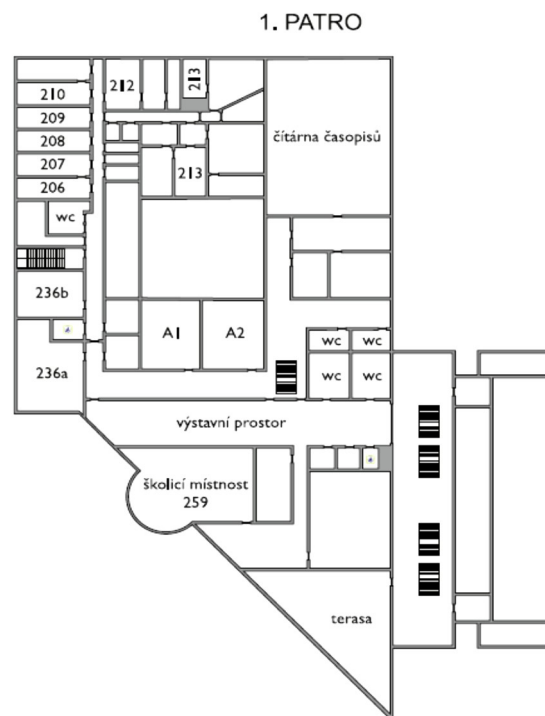 1. PATRO
210
212
213
209
208
čítárna časopisů
207
213
206
wc
236b
A1
A2
wc
wc
236a
wc
wc
výstavní prostor
školicí místnost
259
terasa